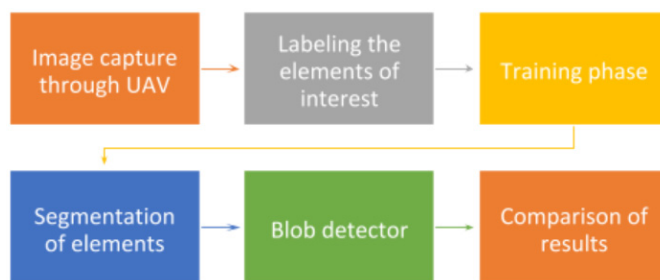 Image capture
through UAV
Labeling the
elements of
interest
Training phase
Segmentation
of elements
Blob detector
Comparison of
results